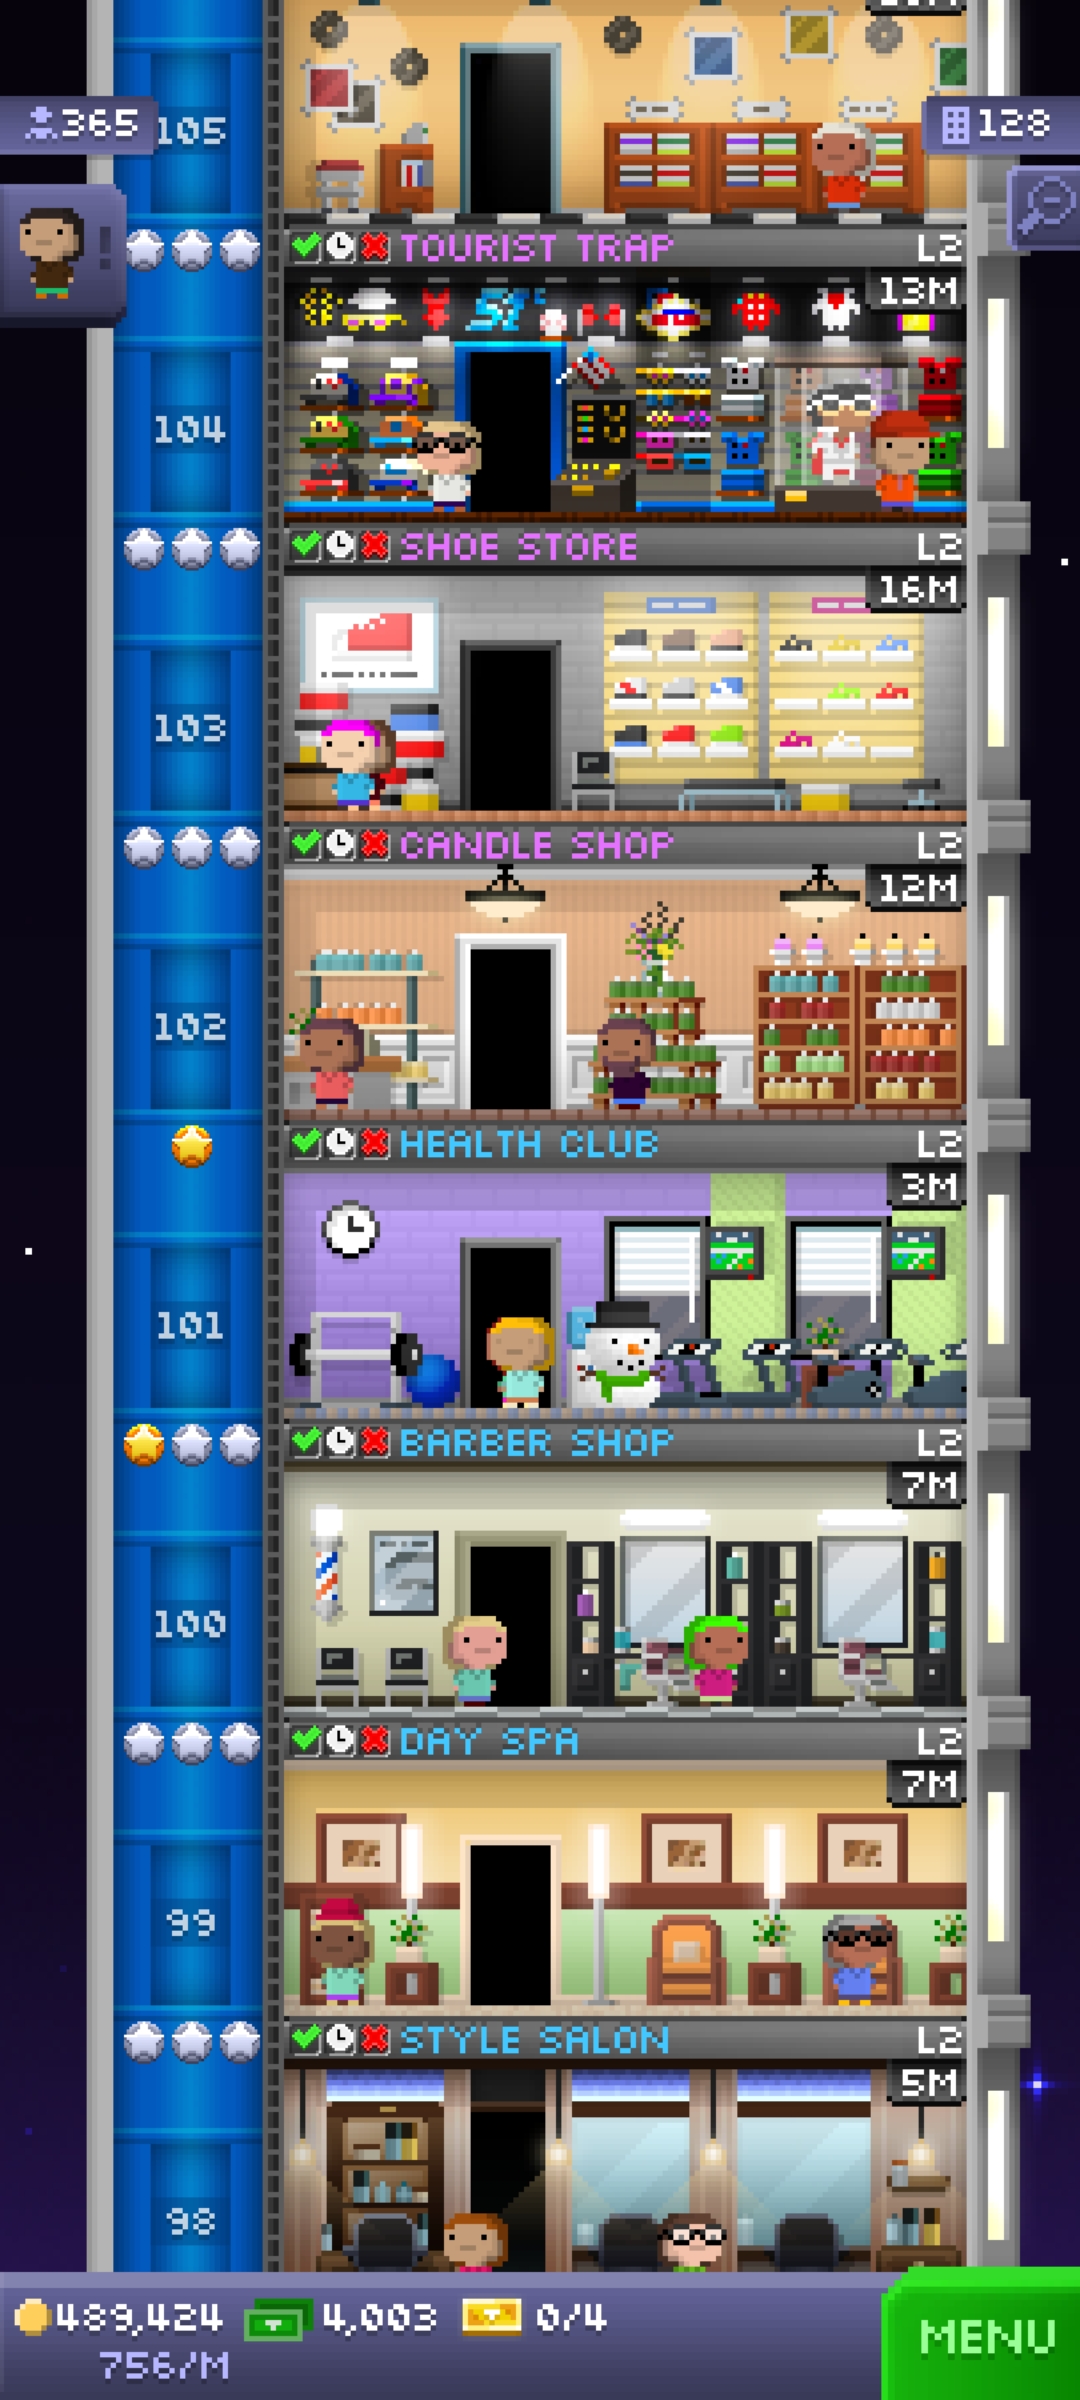 365
105
128
TOURIST TRAP L2
13M
104
SHOE STORE L2
16M
103
CANDLE SHOP L2
12M
102
HEALTH CLUB L2
3M
101
BARBER SHOP L2
7M
100
DAY SPA L2
7M
99
STYLE SALON L2
5M
98
489,424 4,003 0/4
756/M
MENU